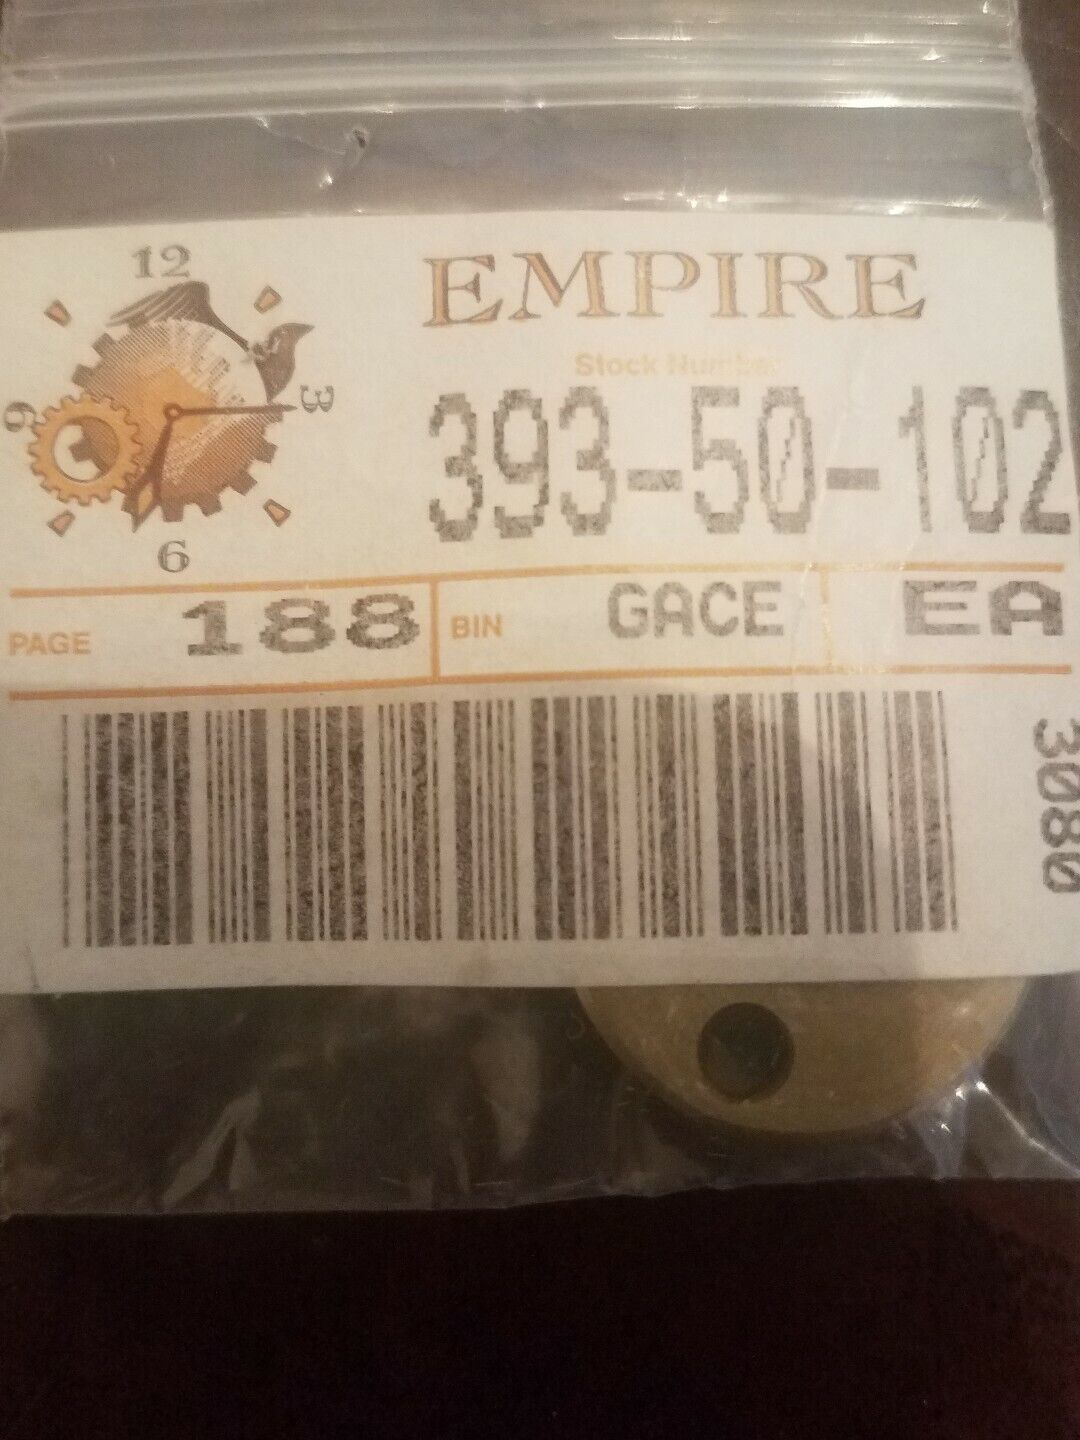 12
3
6
9
EMPIRE
Stock Number
393-50-102
PAGE 188 BIN GACE EA
3080